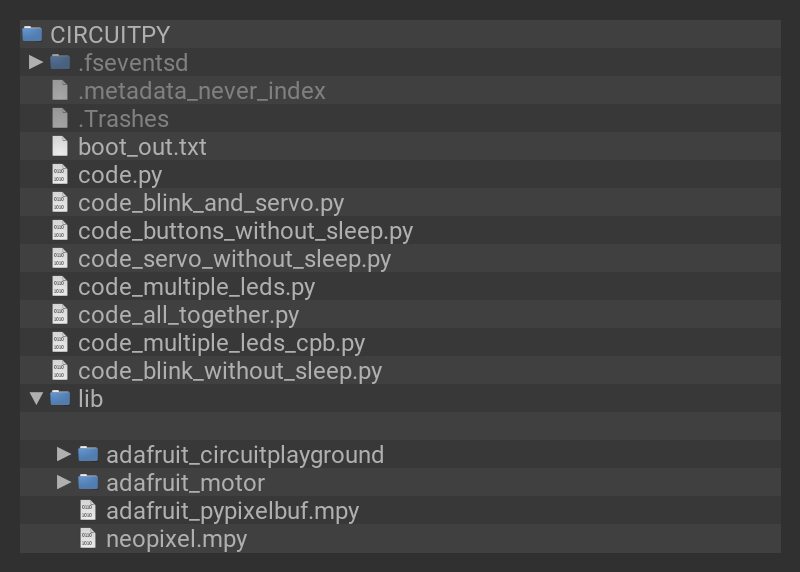 CIRCUITPY
.fseventsd
.metadata_never_index
.Trashes
boot_out.txt
code.py
code_blink_and_servo.py
code_buttons_without_sleep.py
code_servo_without_sleep.py
code_multiple_leds.py
code_all_together.py
code_multiple_leds_cpb.py
code_blink_without_sleep.py
lib
adafruit_circuitplayground
adafruit_motor
adafruit_pypixelbuf.mpy
neopixel.mpy